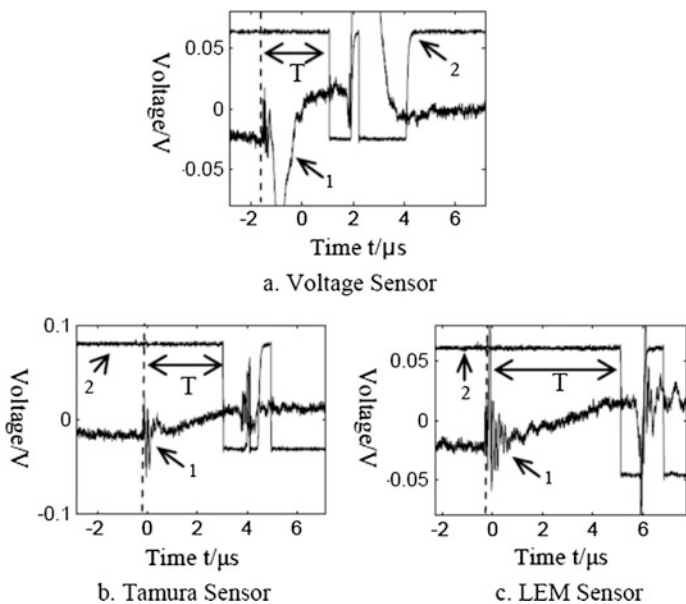 0.05
0
-0.05
Voltage/V
T
2
1
-2 0 2 4 6
Time t/μs
a. Voltage Sensor
0.1
0
-0.1
Voltage/V
T
2
1
-2 0 2 4 6
Time t/μs
b. Tamura Sensor
0.05
0
-0.05
Voltage/V
T
2
1
-2 0 2 4 6
Time t/μs
c. LEM Sensor